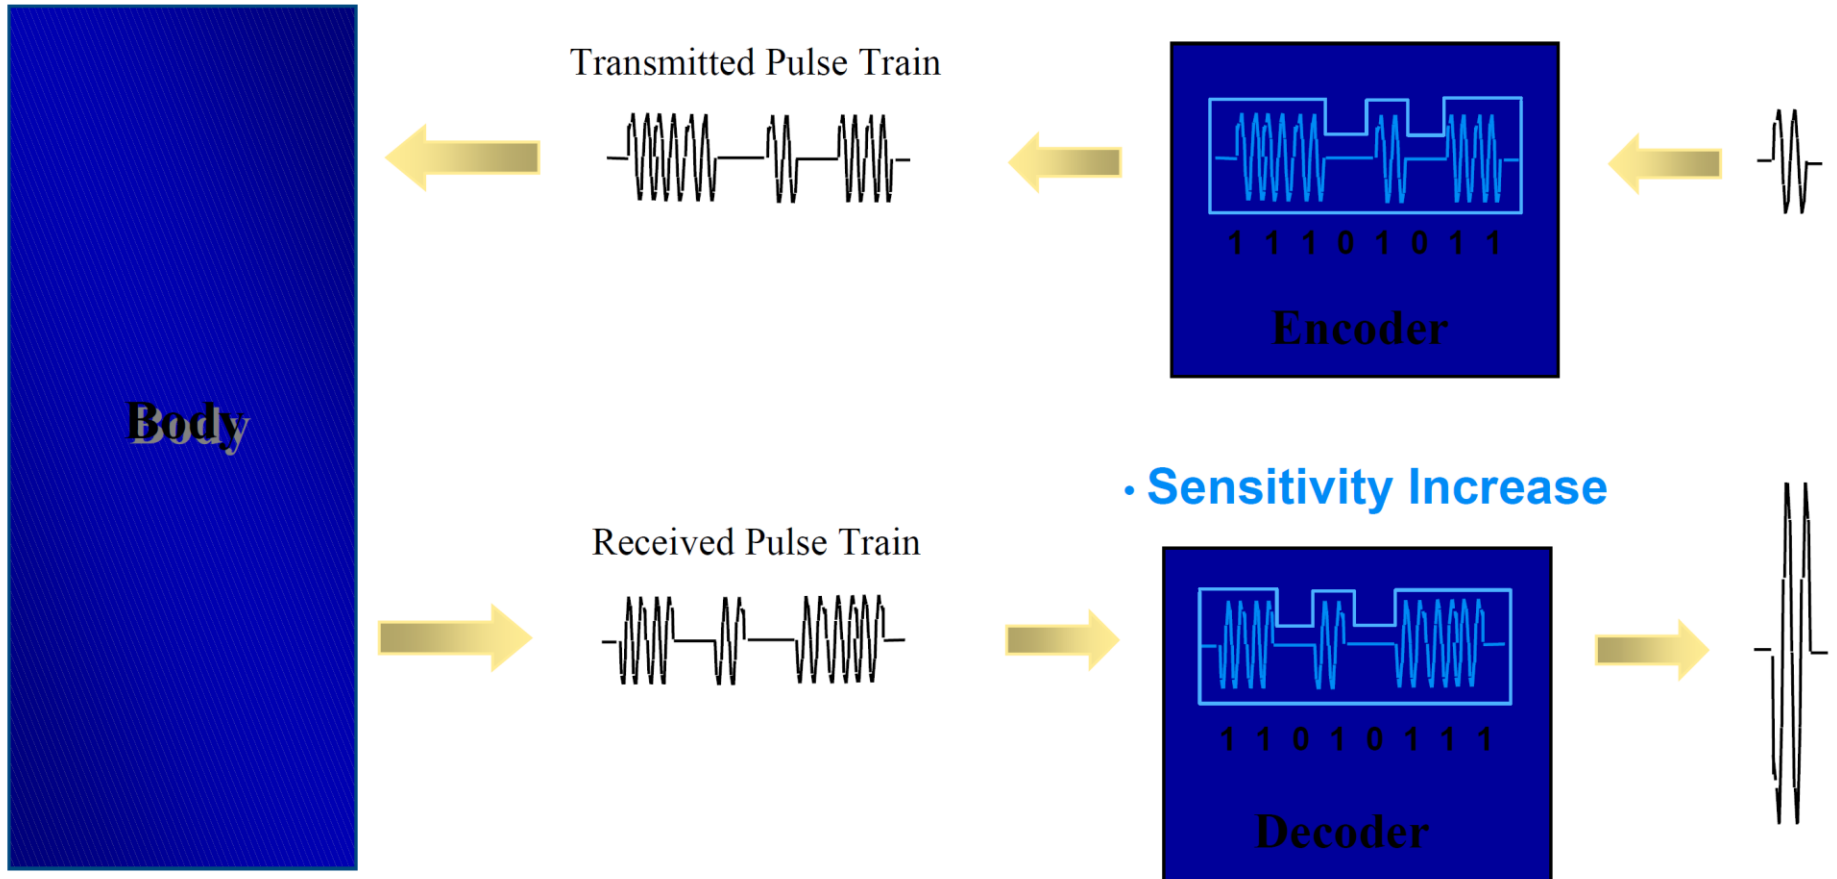 Transmitted Pulse Train
1 1 1 0 1 0 1 1
Encoder
Body
• Sensitivity Increase
Received Pulse Train
1 1 0 1 0 1 1 1
Decoder